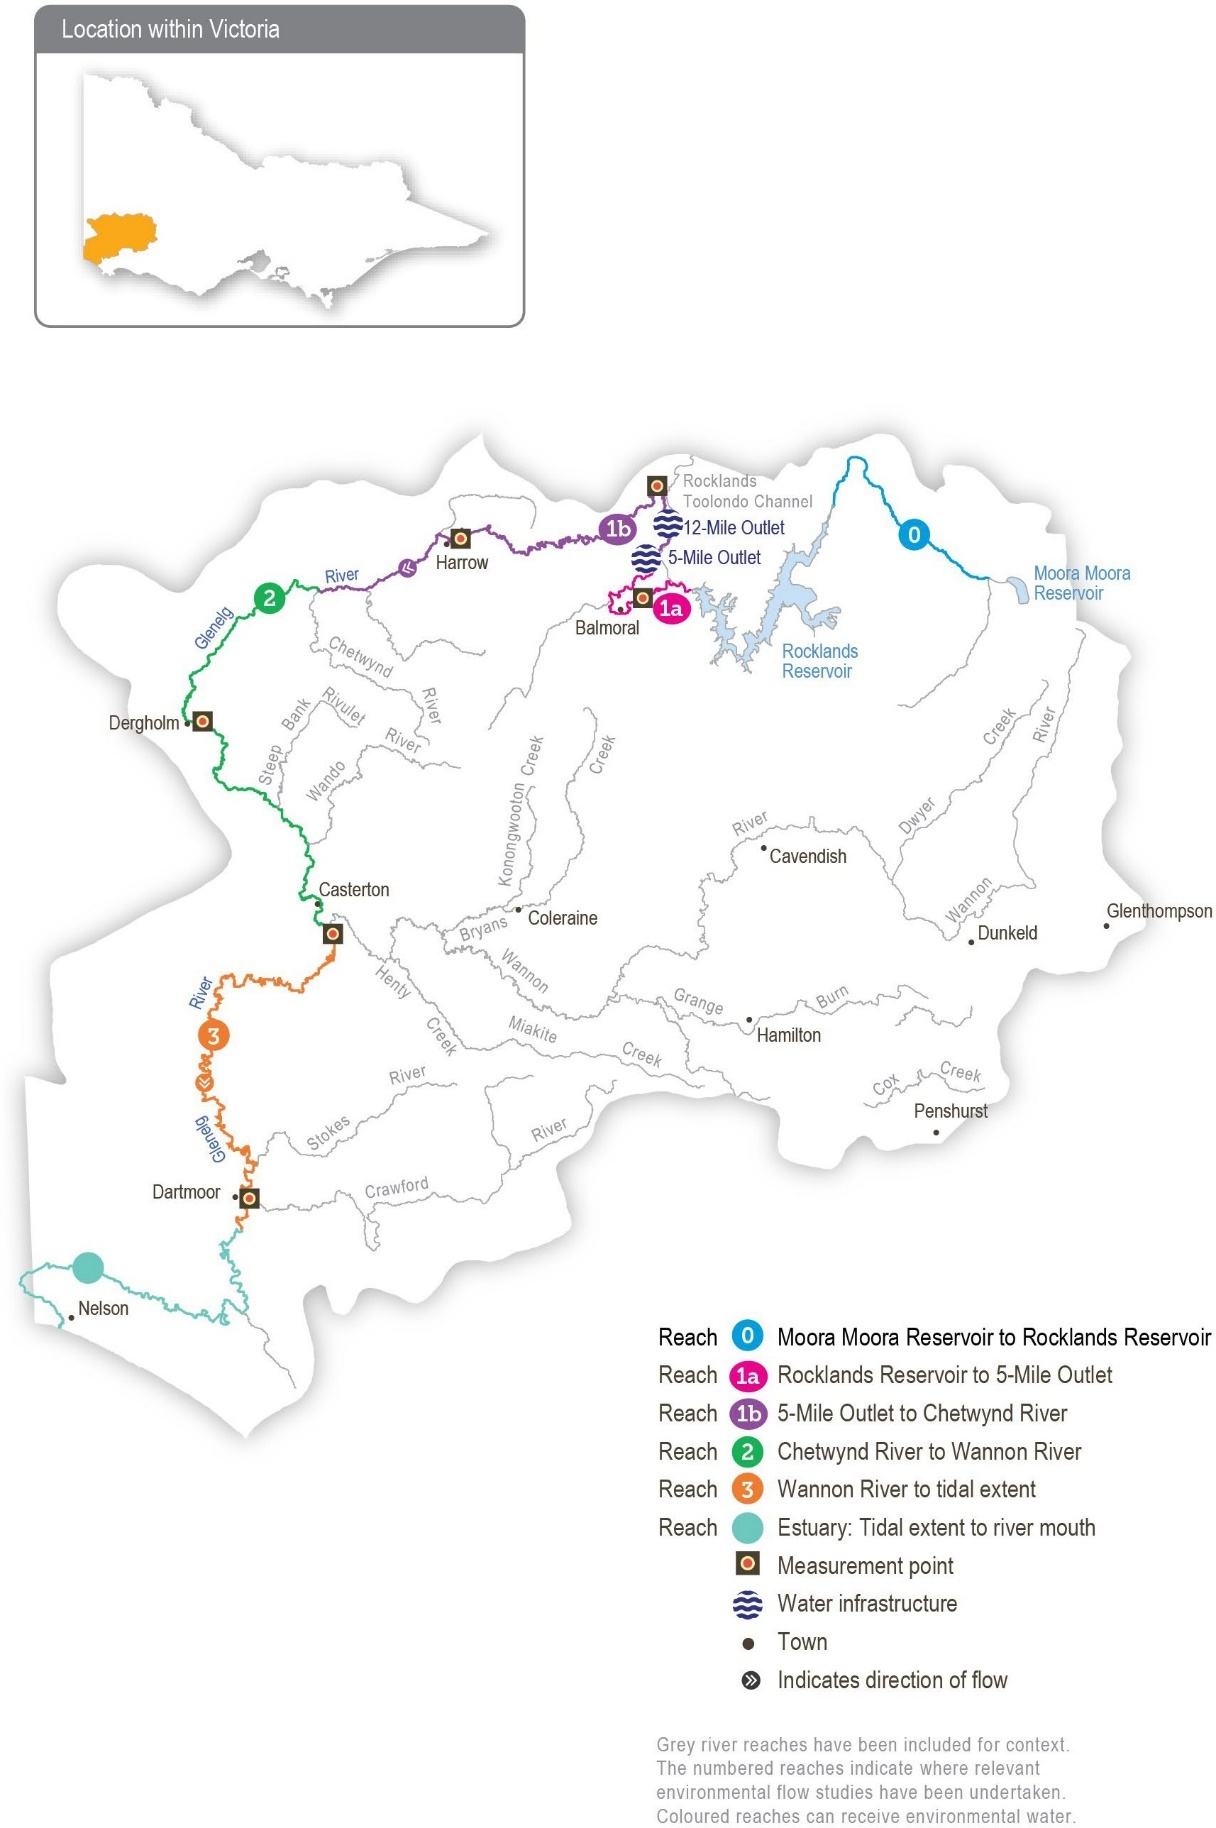 Location within Victoria
Rocklands
Toolondo Channel
1b
12-Mile Outlet
0
5-Mile Outlet
Harrow
River
Moora Moora
Reservoir
2
1a
Glenelg
Balmoral
Rocklands
Reservoir
Chetwynd
River
Dergholm
Steep
Bank
Rivulet
Wando
River
Konongwooton Creek
Creek
Dwyer
Creek
River
River
Cavendish
Casterton
Wannon
Glenthompson
Coleraine
Bryans
Dunkeld
Wannon
Henty
Creek
River
Grange
Burn
Hamilton
3
Miakite
Creek
Cox
Creek
Penshurst
River
Stokes
Glenelg
River
Dartmoor
Crawford
Nelson
Reach 0 Moora Moora Reservoir to Rocklands Reservoir
Reach 1a Rocklands Reservoir to 5-Mile Outlet
Reach 1b 5-Mile Outlet to Chetwynd River
Reach 2 Chetwynd River to Wannon River
Reach 3 Wannon River to tidal extent
Reach Estuary: Tidal extent to river mouth
Measurement point
Water infrastructure
Town
Indicates direction of flow
Grey river reaches have been included for context.
The numbered reaches indicate where relevant
environmental flow studies have been undertaken.
Coloured reaches can receive environmental water.